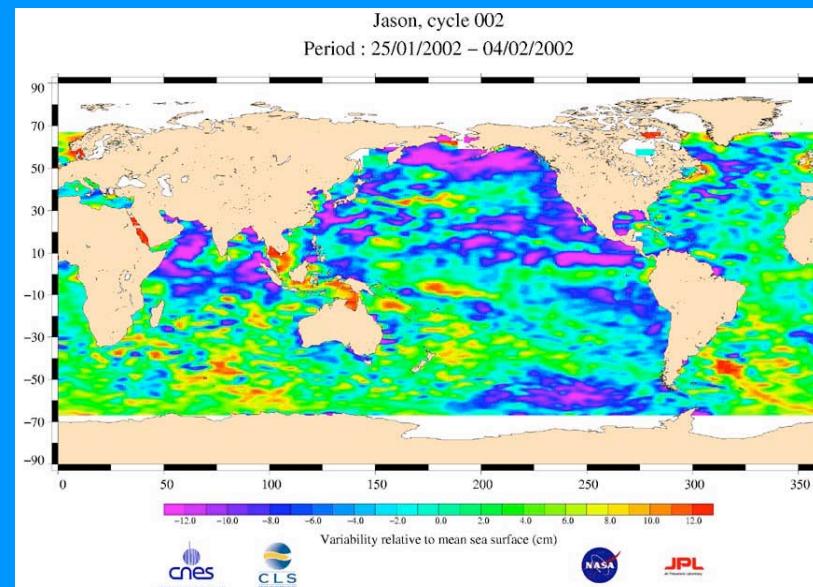 Jason, cycle 002
Period : 25/01/2002 – 04/02/2002
90
70
50
30
10
−10
−30
−50
−70
−90
0 50 100 150 200 250 300 350
−12.0 −10.0 −8.0 −6.0 −4.0 −2.0 0.0 2.0 4.0 6.0 8.0 10.0 12.0
Variability relative to mean sea surface (cm)
cnes CLS NASA JPL